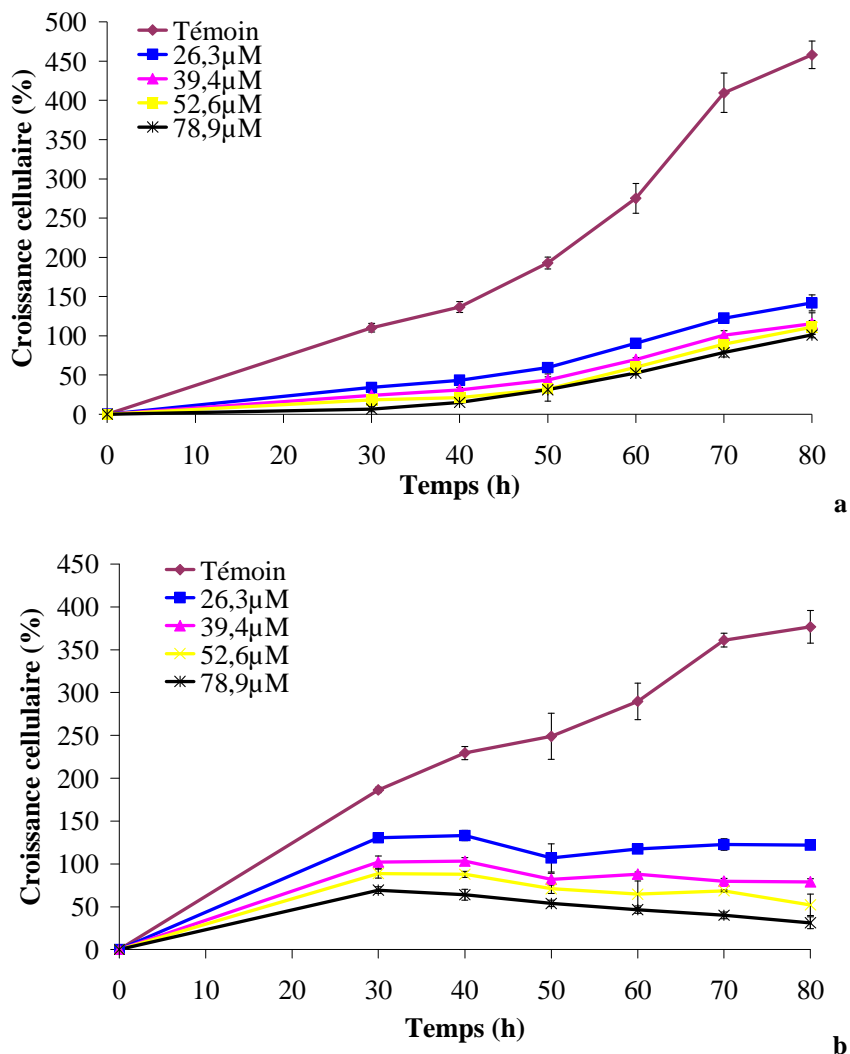 Témoin
26,3µM
39,4µM
52,6µM
78,9µM
Croissance cellulaire (%)
500
450
400
350
300
250
200
150
100
50
0
0 10 20 30 40 50 60 70 80
Temps (h)
a
Témoin
26,3µM
39,4µM
52,6µM
78,9µM
Croissance cellulaire (%)
450
400
350
300
250
200
150
100
50
0
0 10 20 30 40 50 60 70 80
Temps (h)
b